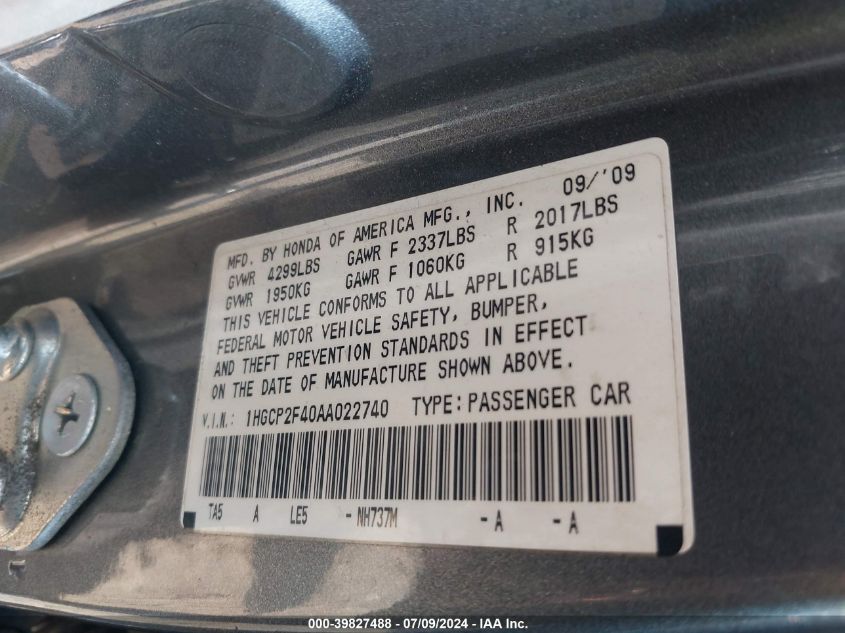 MFD. BY HONDA OF AMERICA MFG., INC. 09/'09
GVWR 4299LBS GAWR F 2337LBS R 2017LBS
GVWR 1950KG GAWR F 1060KG R 915KG
THIS VEHICLE CONFORMS TO ALL APPLICABLE
FEDERAL MOTOR VEHICLE SAFETY, BUMPER,
AND THEFT PREVENTION STANDARDS IN EFFECT
ON THE DATE OF MANUFACTURE SHOWN ABOVE.
V.I.N.: 1HGCP2F40AA022740 TYPE:PASSENGER CAR
TA5 A LE5 -NH737M -A -A
000-39827488 - 07/09/2024 - IAA Inc.